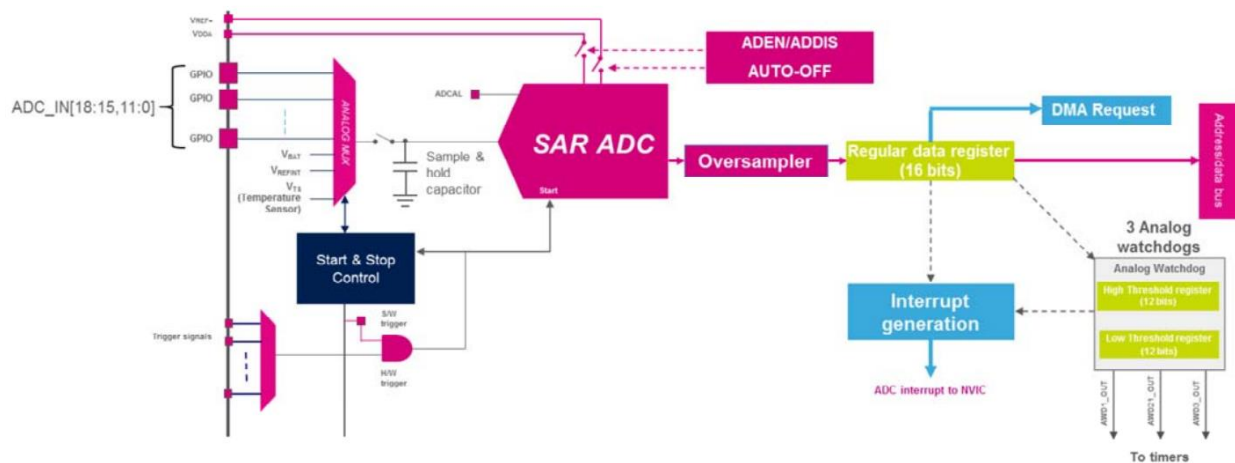 VREF+
VDDA
GPIO
GPIO
GPIO
ADC_IN[18:15,11:0]
ANALOG MUX
VBAT
VREFINT
VTS
(Temperature
Sensor)
ADCAL
Sample &
hold
capacitor
SAR ADC
Start
ADEN/ADDIS
AUTO-OFF
Oversampler
Regular data register
(16 bits)
DMA Request
Address/data bus
Start & Stop
Control
S/W
trigger
H/W
trigger
Trigger signals
Interrupt
generation
ADC interrupt to NVIC
3 Analog
watchdogs
Analog Watchdog
High Threshold register
(12 bits)
Low Threshold register
(12 bits)
AWD1_OUT
AWD21_OUT
AWD3_OUT
To timers